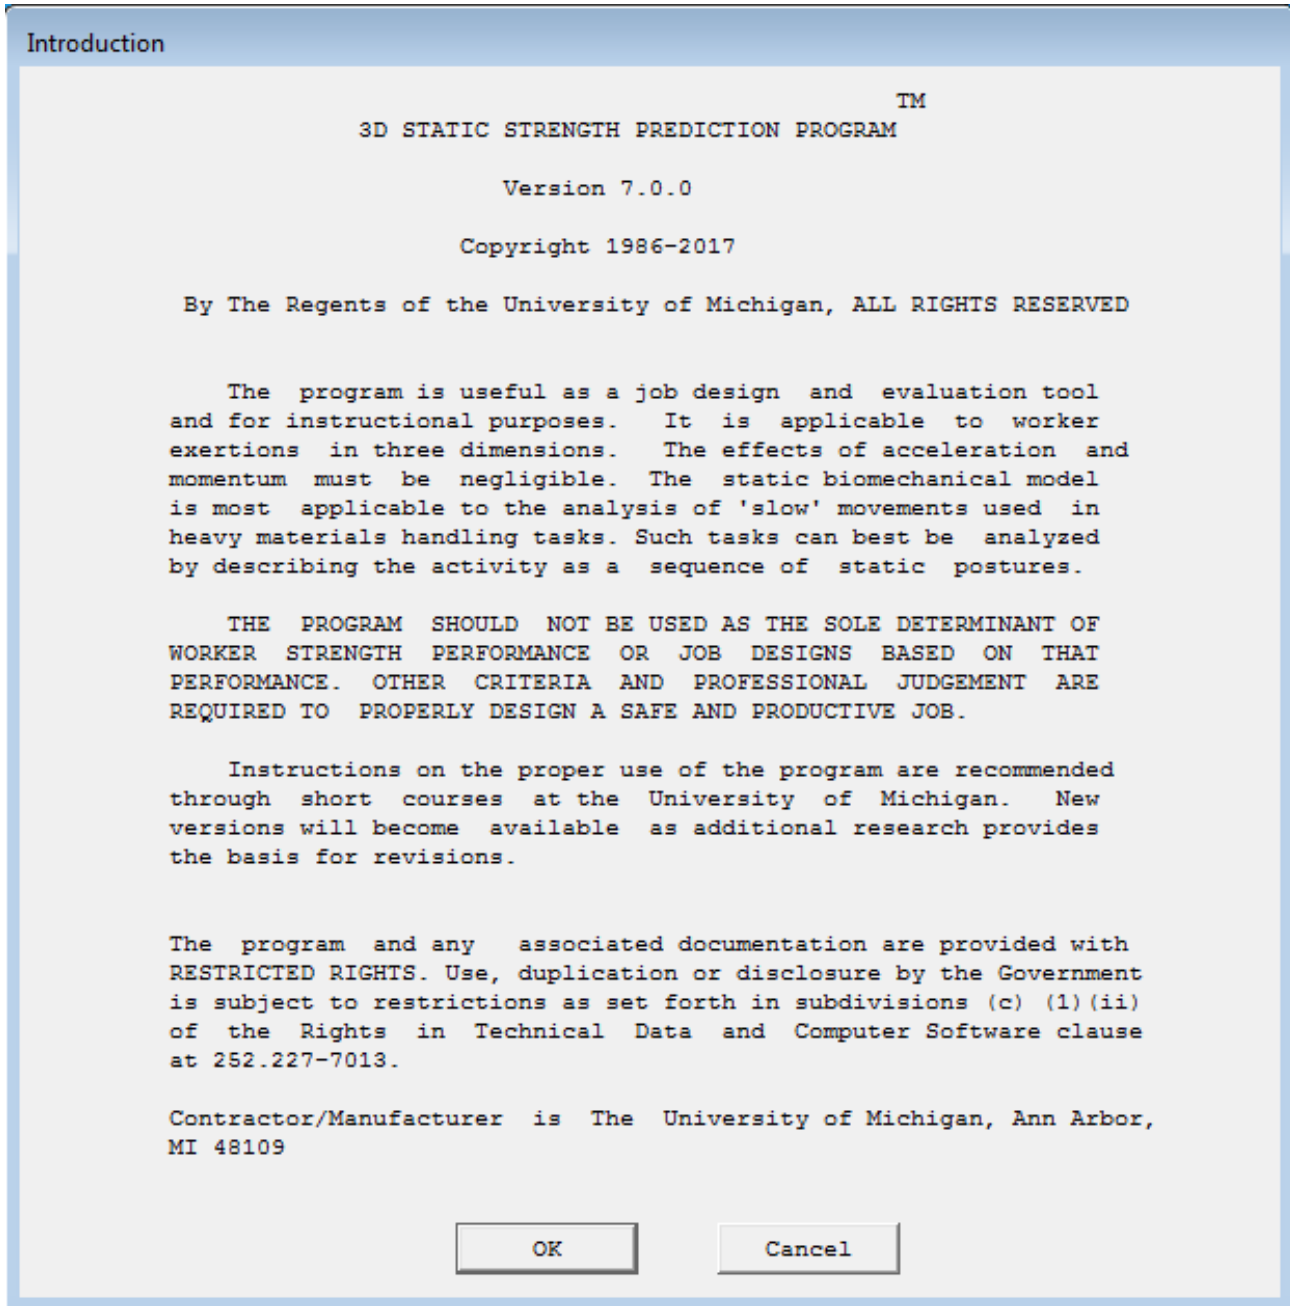 Introduction
TM
3D STATIC STRENGTH PREDICTION PROGRAM
Version 7.0.0
Copyright 1986-2017
By The Regents of the University of Michigan, ALL RIGHTS RESERVED
The program is useful as a job design and evaluation tool
and for instructional purposes. It is applicable to worker
exertions in three dimensions. The effects of acceleration and
momentum must be negligible. The static biomechanical model
is most applicable to the analysis of 'slow' movements used in
heavy materials handling tasks. Such tasks can best be analyzed
by describing the activity as a sequence of static postures.
THE PROGRAM SHOULD NOT BE USED AS THE SOLE DETERMINANT OF
WORKER STRENGTH PERFORMANCE OR JOB DESIGNS BASED ON THAT
PERFORMANCE. OTHER CRITERIA AND PROFESSIONAL JUDGEMENT ARE
REQUIRED TO PROPERLY DESIGN A SAFE AND PRODUCTIVE JOB.
Instructions on the proper use of the program are recommended
through short courses at the University of Michigan. New
versions will become available as additional research provides
the basis for revisions.
The program and any associated documentation are provided with
RESTRICTED RIGHTS. Use, duplication or disclosure by the Government
is subject to restrictions as set forth in subdivisions (c) (1)(ii)
of the Rights in Technical Data and Computer Software clause
at 252.227-7013.
Contractor/Manufacturer is The University of Michigan, Ann Arbor,
MI 48109
OK Cancel